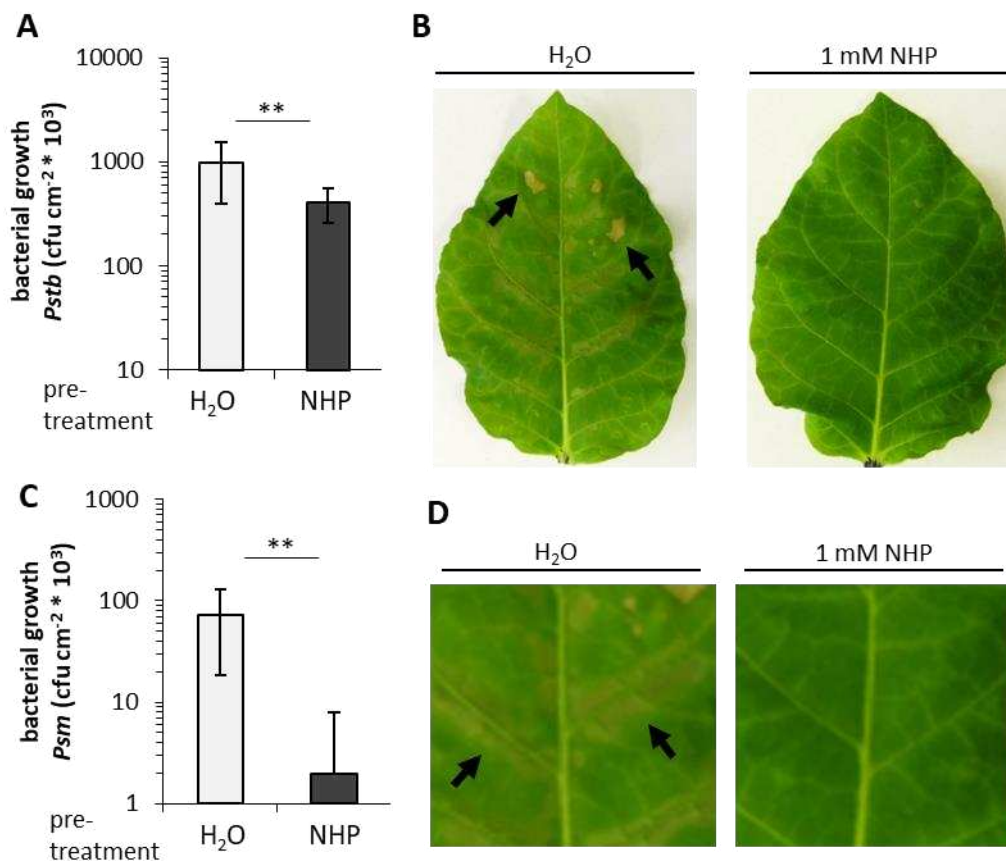 A
bacterial growth
Pstb (cfu cm⁻² * 10³)
10000
1000
100
10
**
pre-
treatment
H₂O NHP
B
H₂O 1 mM NHP
C
bacterial growth
Psm (cfu cm⁻² * 10³)
1000
100
10
1
**
pre-
treatment
H₂O NHP
D
H₂O 1 mM NHP